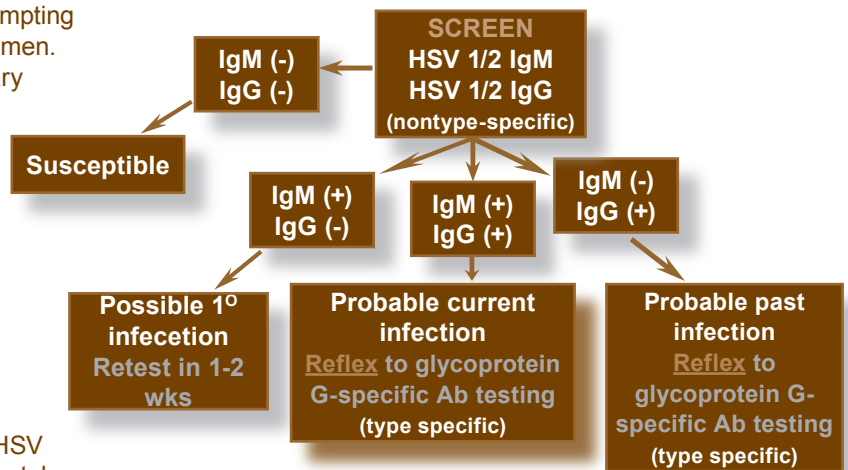 mpting
men.
ary
SCREEN
HSV 1/2 IgM
HSV 1/2 IgG
(nontype-specific)
IgM (-)
IgG (-)
Susceptible
IgM (+)
IgG (-)
IgM (+)
IgG (+)
IgM (-)
IgG (+)
Possible 1º
infecetion
Retest in 1-2
wks
Probable current
infection
Reflex to glycoprotein
G-specific Ab testing
(type specific)
Probable past
infection
Reflex to
glycoprotein G-
specific Ab testing
(type specific)
HSV